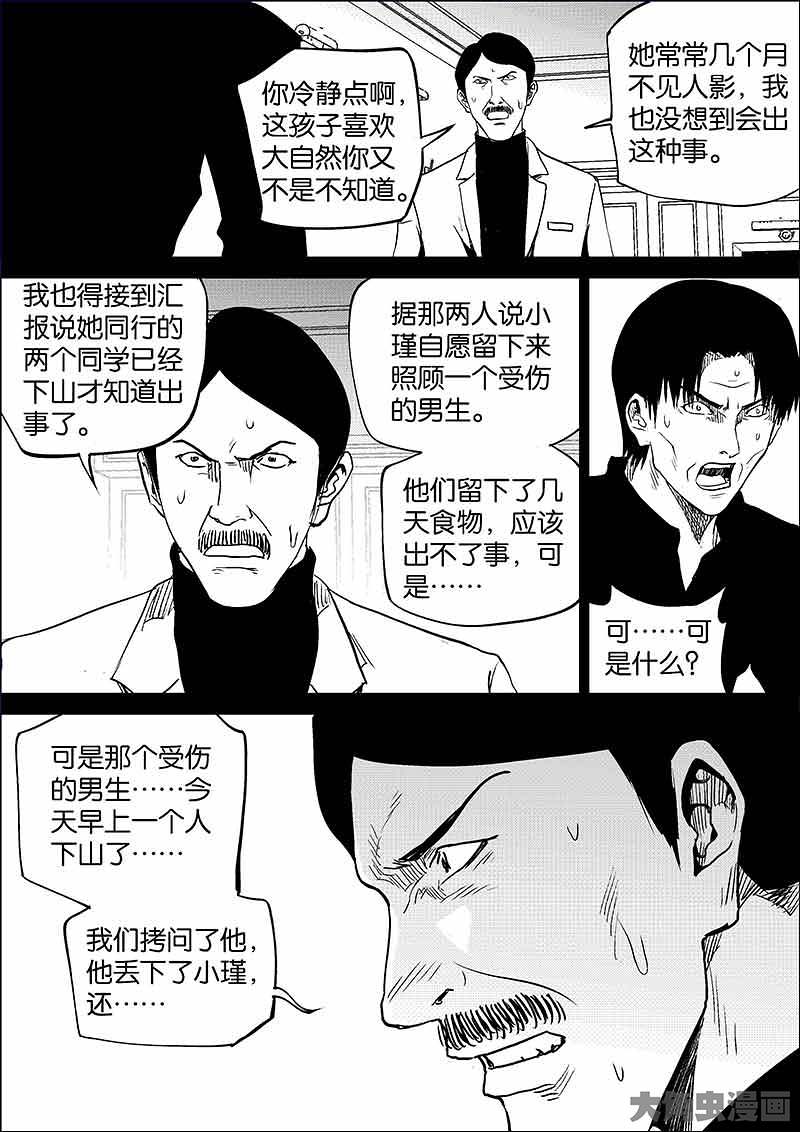 你冷静点啊，
这孩子喜欢
大自然你又
不是不知道。
她常常几个月
不见人影，我
也没想到会出
这种事。
我也得接到汇
报说她同行的
两个同学已经
下山才知道出
事了。
据那两人说小
瑾自愿留下来
照顾一个受伤
的男生。
他们留下了几
天食物，应该
出不了事，可
是……
可……可
是什么？
可是那个受伤
的男生……今
天早上一个人
下山了……
我们拷问了他，
他丢下了小瑾，
还……